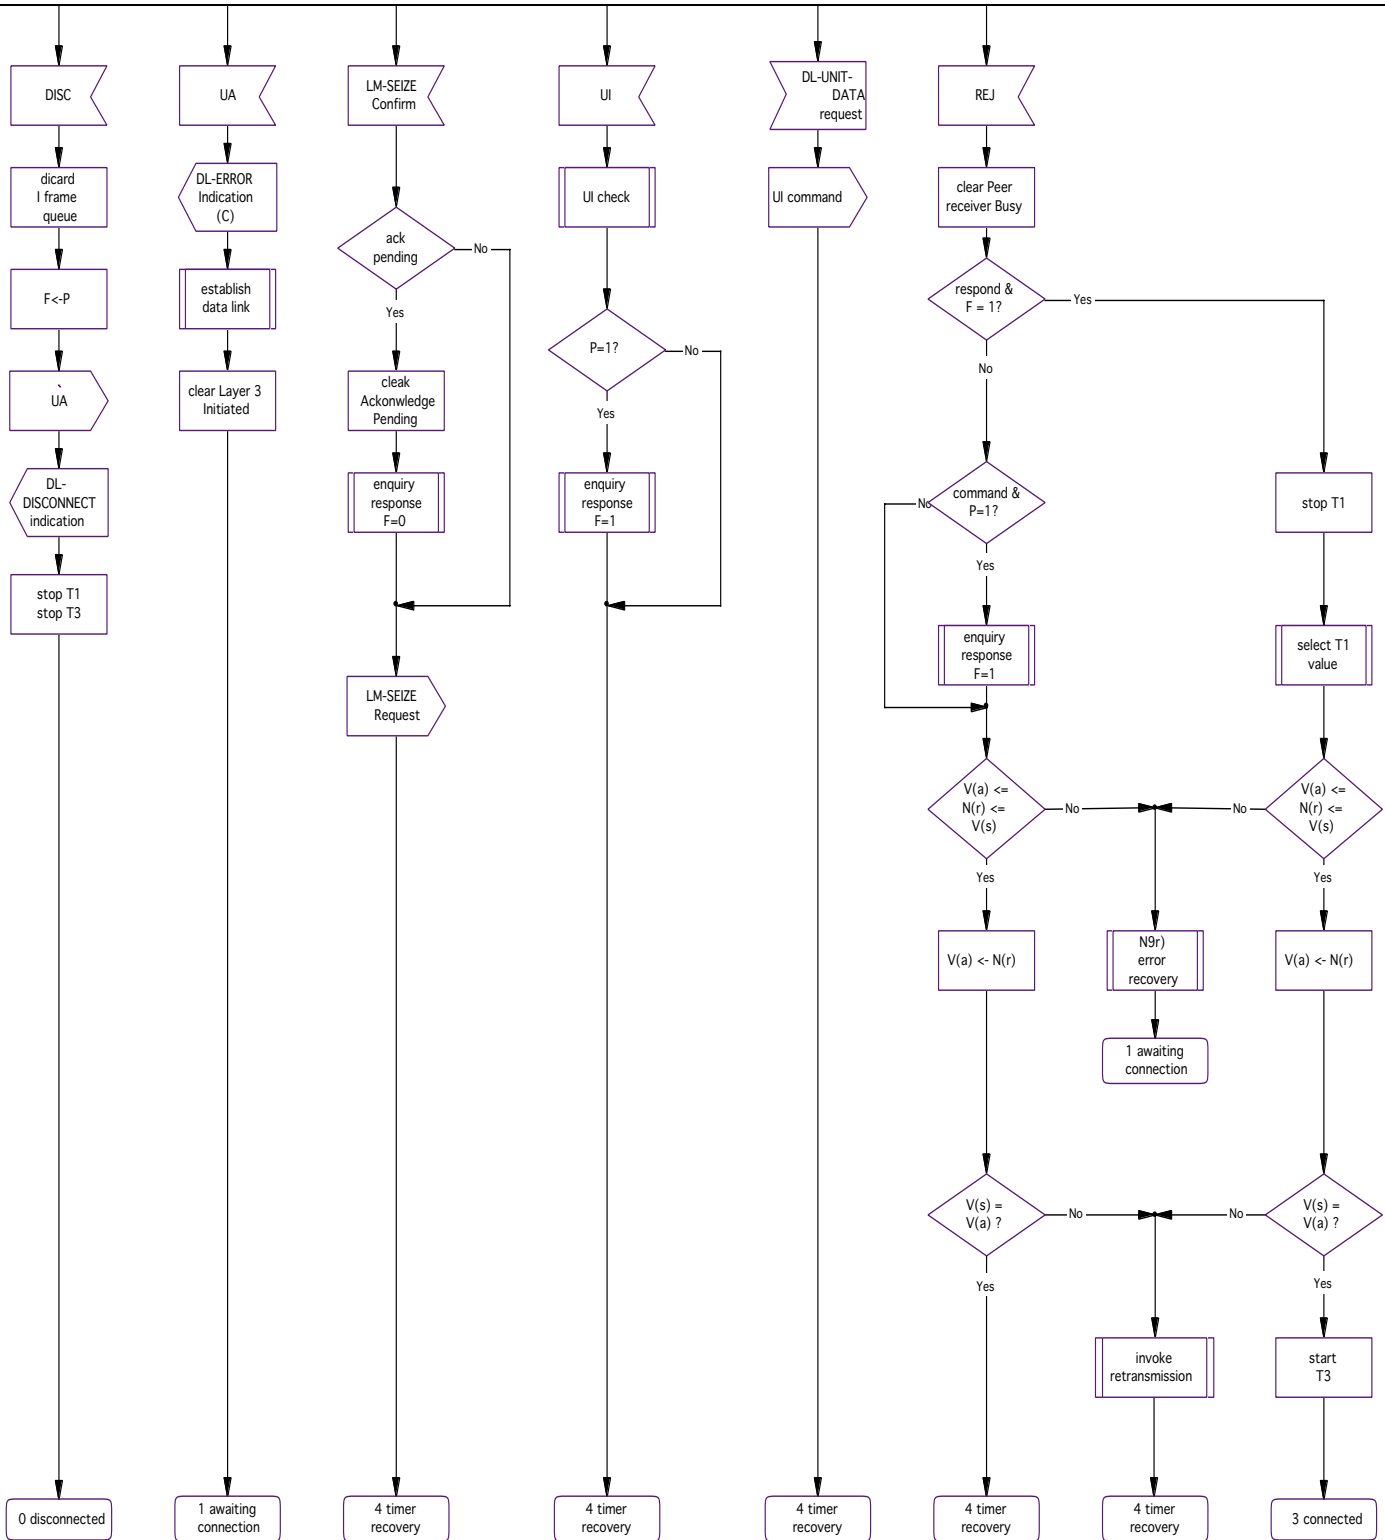 DISC
dicard
I frame
queue
F<-P
`
UA
DL-
DISCONNECT
indication
stop T1
stop T3
0 disconnected
UA
DL-ERROR
Indication
(C)
establish
data link
clear Layer 3
Initiated
1 awaiting
connection
LM-SEIZE
Confirm
ack
pending
No
Yes
cleak
Ackonwledge
Pending
enquiry
response
F=0
LM-SEIZE
Request
4 timer
recovery
UI
UI check
P=1?
No
Yes
enquiry
response
F=1
4 timer
recovery
DL-UNIT-
DATA
request
UI command
4 timer
recovery
REJ
clear Peer
receiver Busy
respond &
F = 1?
Yes
No
command &
P=1?
No
Yes
enquiry
response
F=1
V(a) <=
N(r) <=
V(s)
No
Yes
V(a) <- N(r)
V(s) =
V(a) ?
No
Yes
4 timer
recovery
N9r)
error
recovery
1 awaiting
connection
invoke
retransmission
4 timer
recovery
stop T1
select T1
value
V(a) <=
N(r) <=
V(s)
No
Yes
V(a) <- N(r)
V(s) =
V(a) ?
No
Yes
start
T3
3 connected